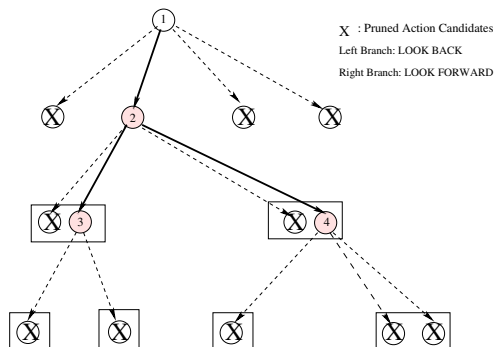 1
X : Pruned Action Candidates
Left Branch: LOOK BACK
Right Branch: LOOK FORWARD
X 2 X X
X 3 X 4
X X X X X